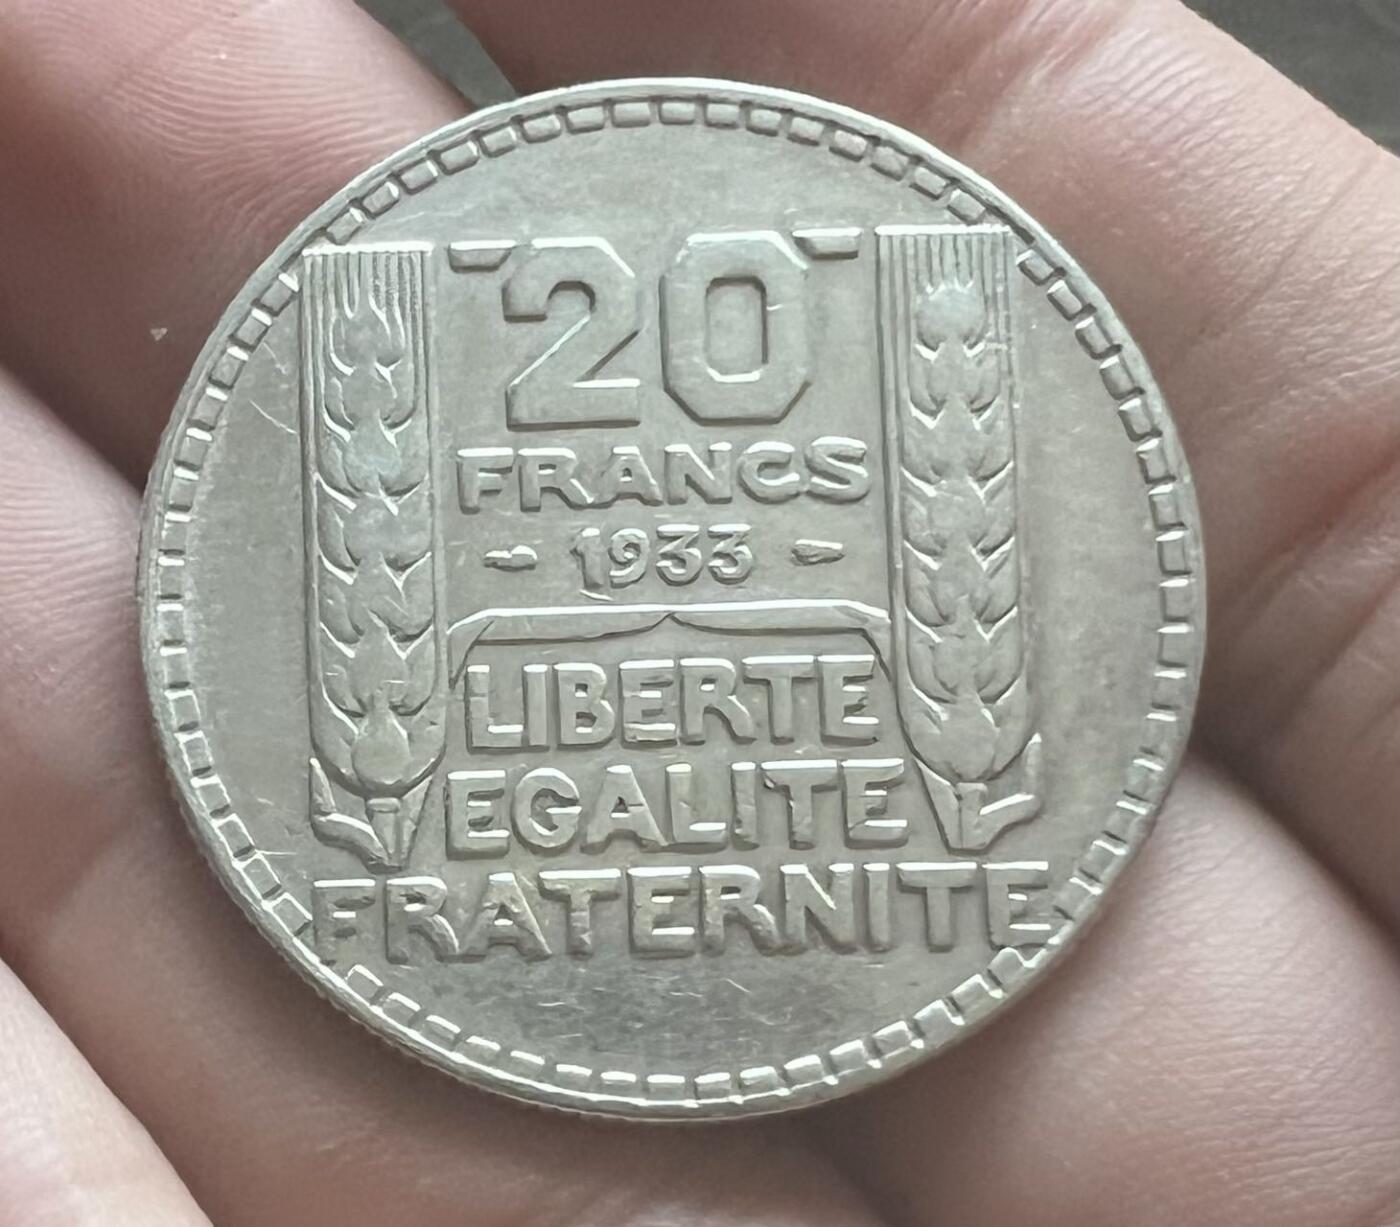 20
FRANCS
- 1933 -
LIBERTE
EGALITE
FRATERNITE